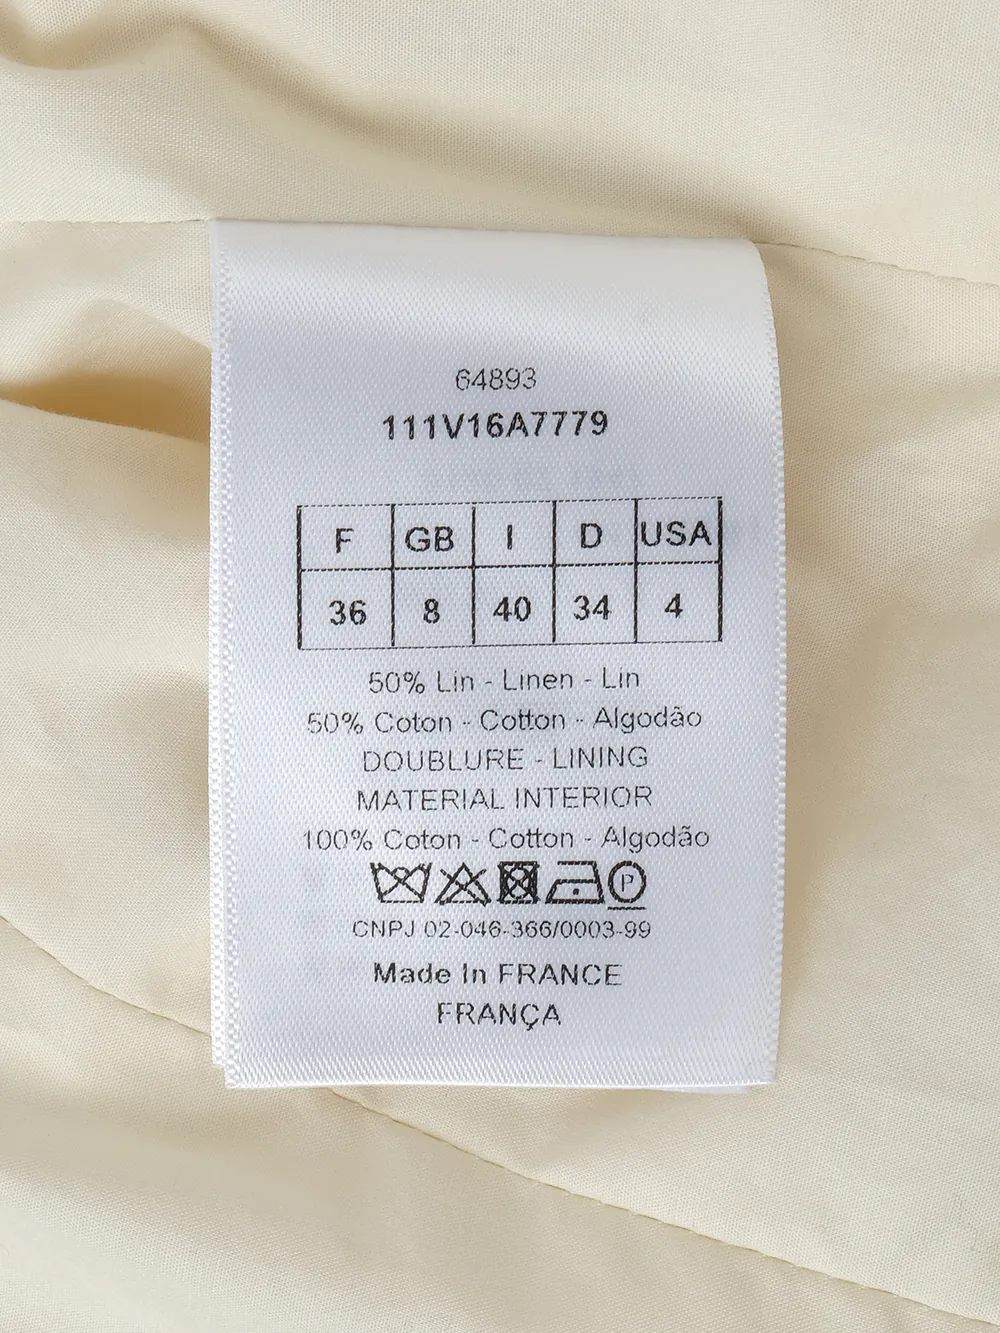 64893
111V16A7779
F GB I D USA
36 8 40 34 4
50% Lin - Linen - Lin
50% Coton - Cotton - Algodão
DOUBLURE - LINING
MATERIAL INTERIOR
100% Coton - Cotton - Algodão
P
CNPJ 02-046-366/0003-99
Made In FRANCE
FRANÇA